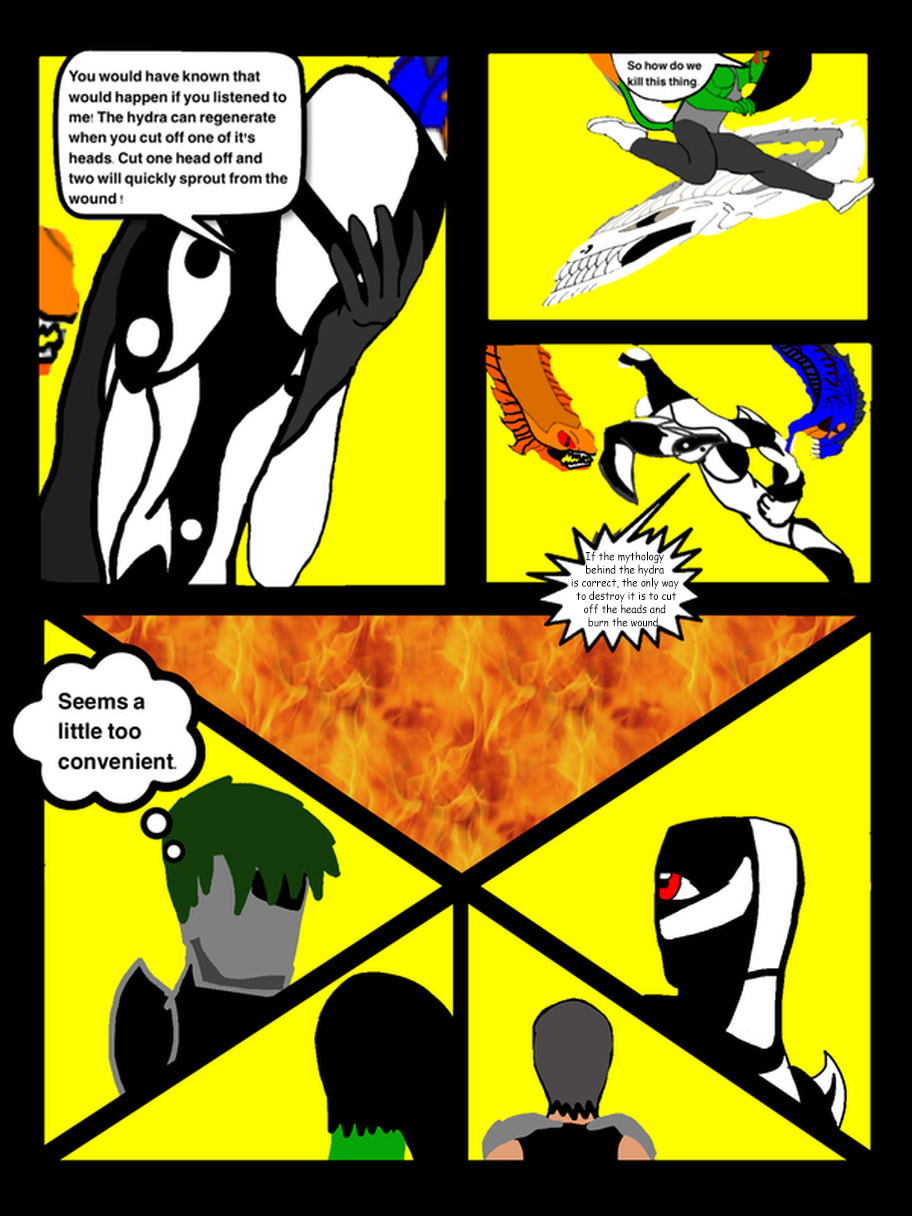 You would have known that
would happen if you listened to
me! The hydra can regenerate
when you cut off one of it's
heads. Cut one head off and
two will quickly sprout from the
wound !
So how do we
kill this thing.
If the mythology
behind the hydra
is correct, the only way
to destroy it is to cut
off the heads and
burn the wound.
Seems a
little too
convenient.